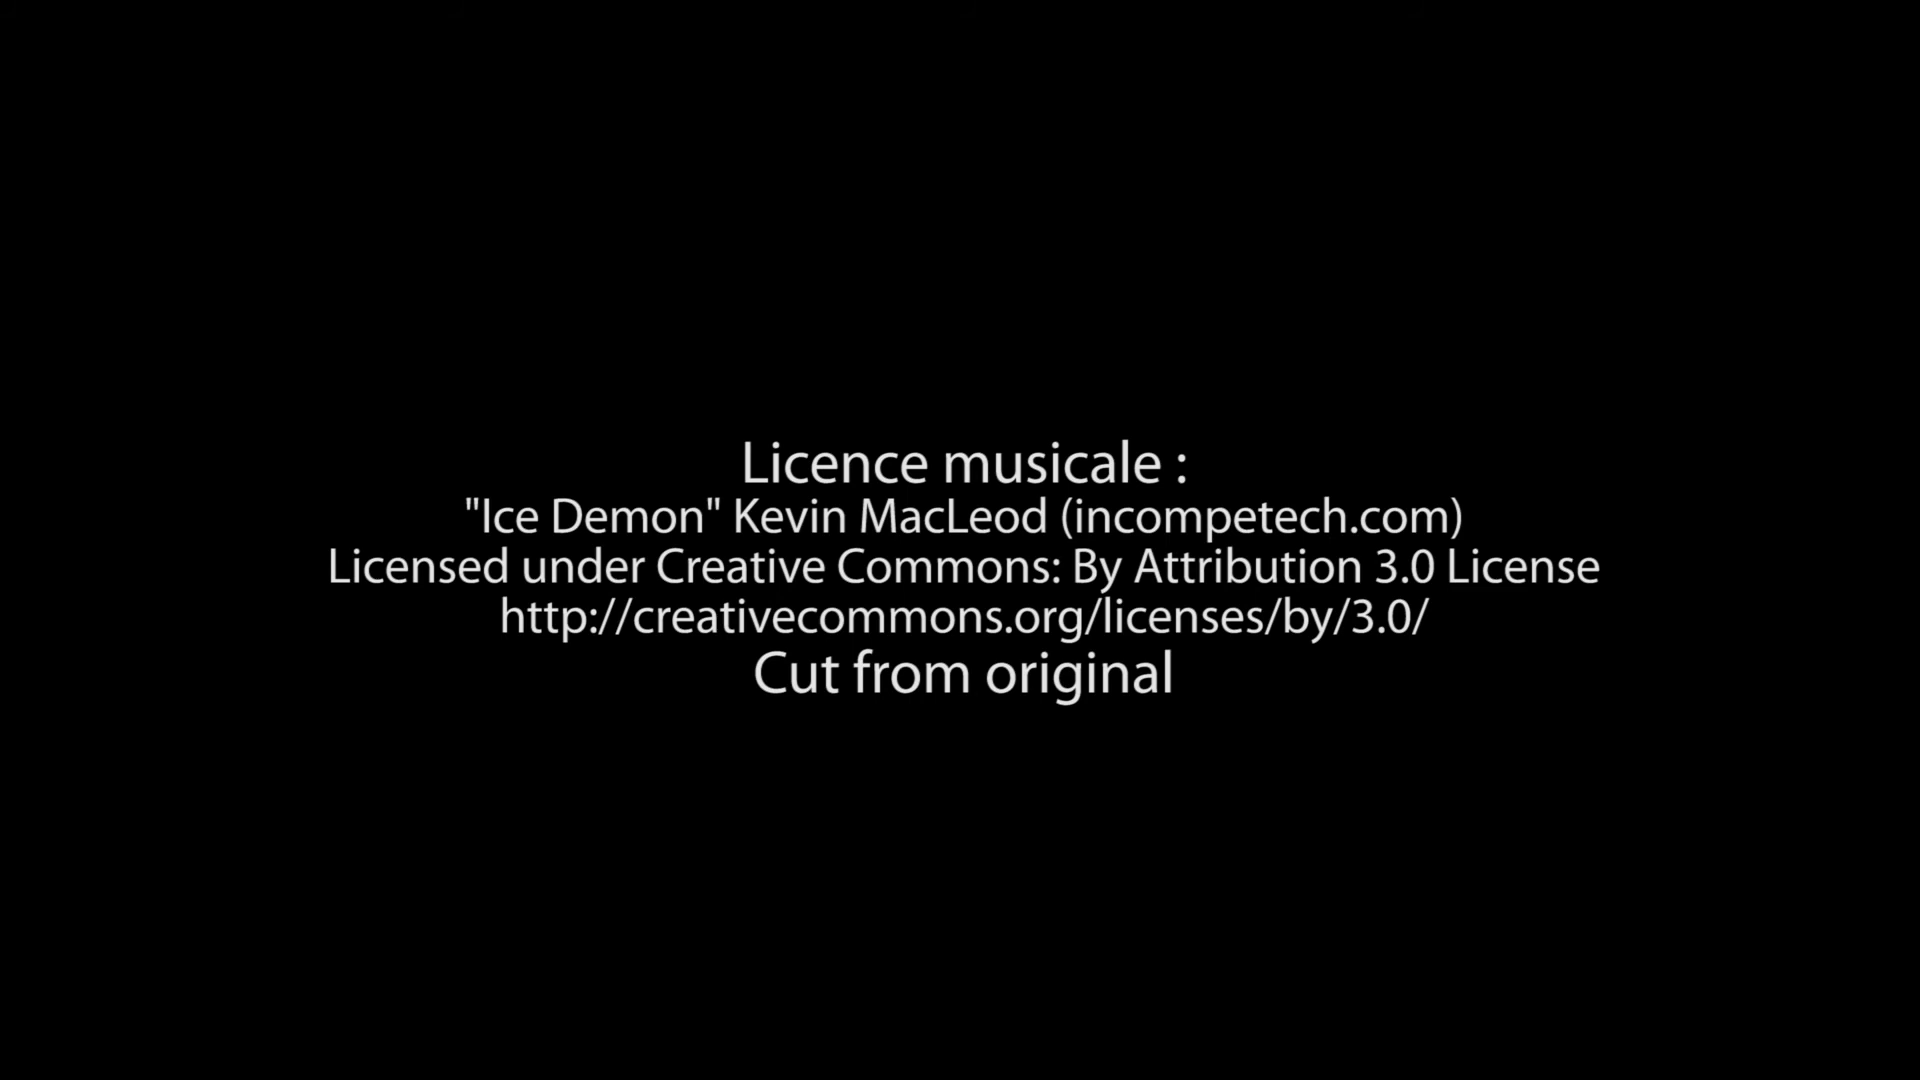 Licence musicale :
"Ice Demon" Kevin MacLeod (incompetech.com)
Licensed under Creative Commons: By Attribution 3.0 License
http://creativecommons.org/licenses/by/3.0/
Cut from original